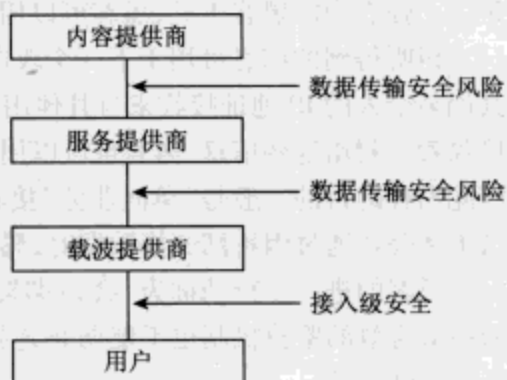 内容提供商
数据传输安全风险
服务提供商
数据传输安全风险
载波提供商
接入级安全
用户